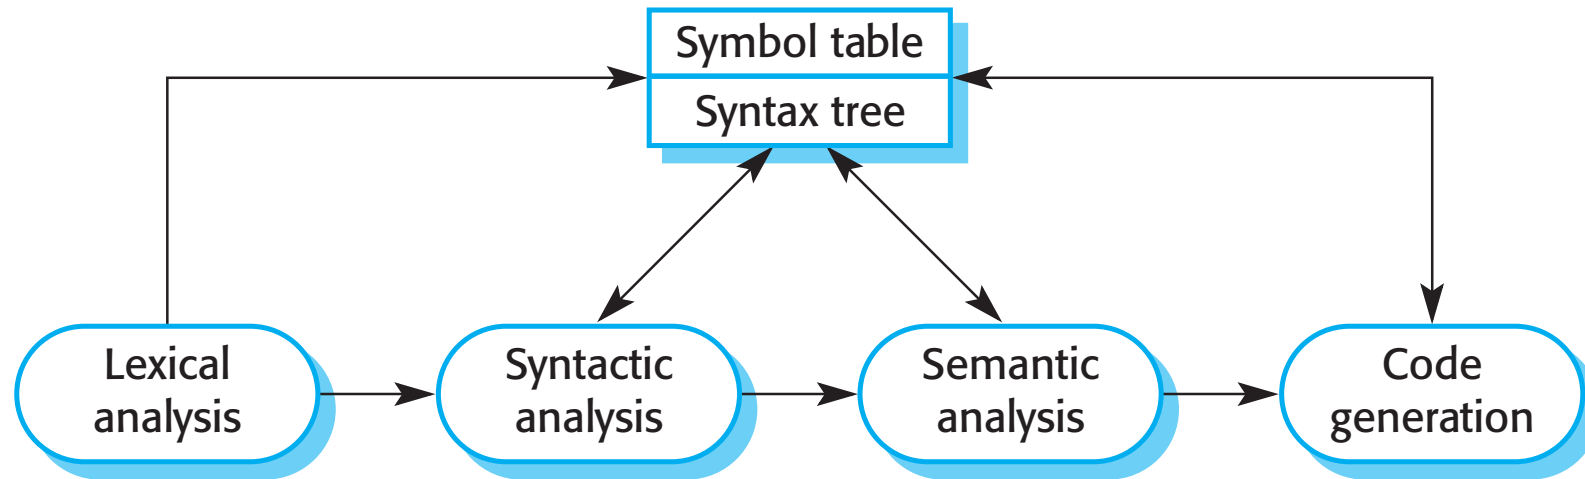 Symbol table
Syntax tree
Lexical
analysis
Syntactic
analysis
Semantic
analysis
Code
generation